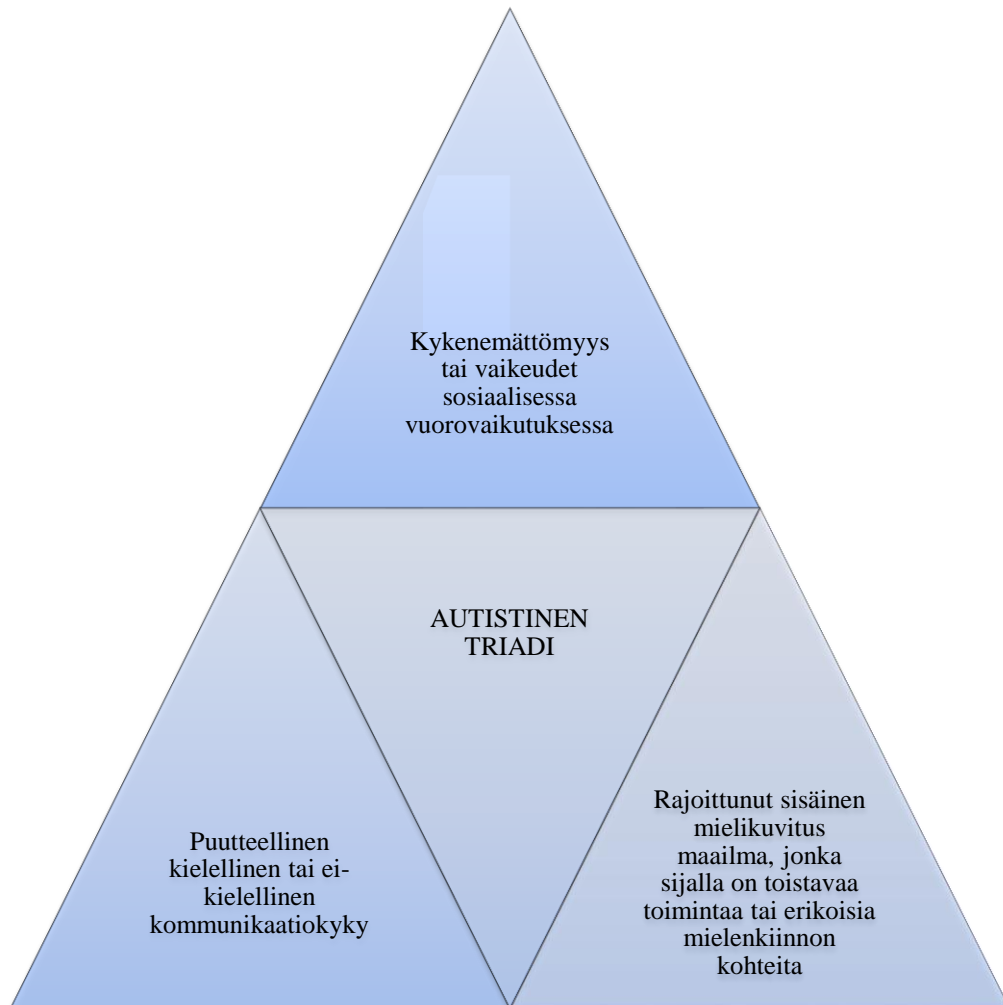 Kykenemättömyys
tai vaikeudet
sosiaalisessa
vuorovaikutuksessa
AUTISTINEN
TRIADI
Puutteellinen
kielellinen tai ei-
kielellinen
kommunikaatiokyky
Rajoittunut sisäinen
mielikuvitus
maailma, jonka
sijalla on toistavaa
toimintaa tai erikoisia
mielenkiinnon
kohteita